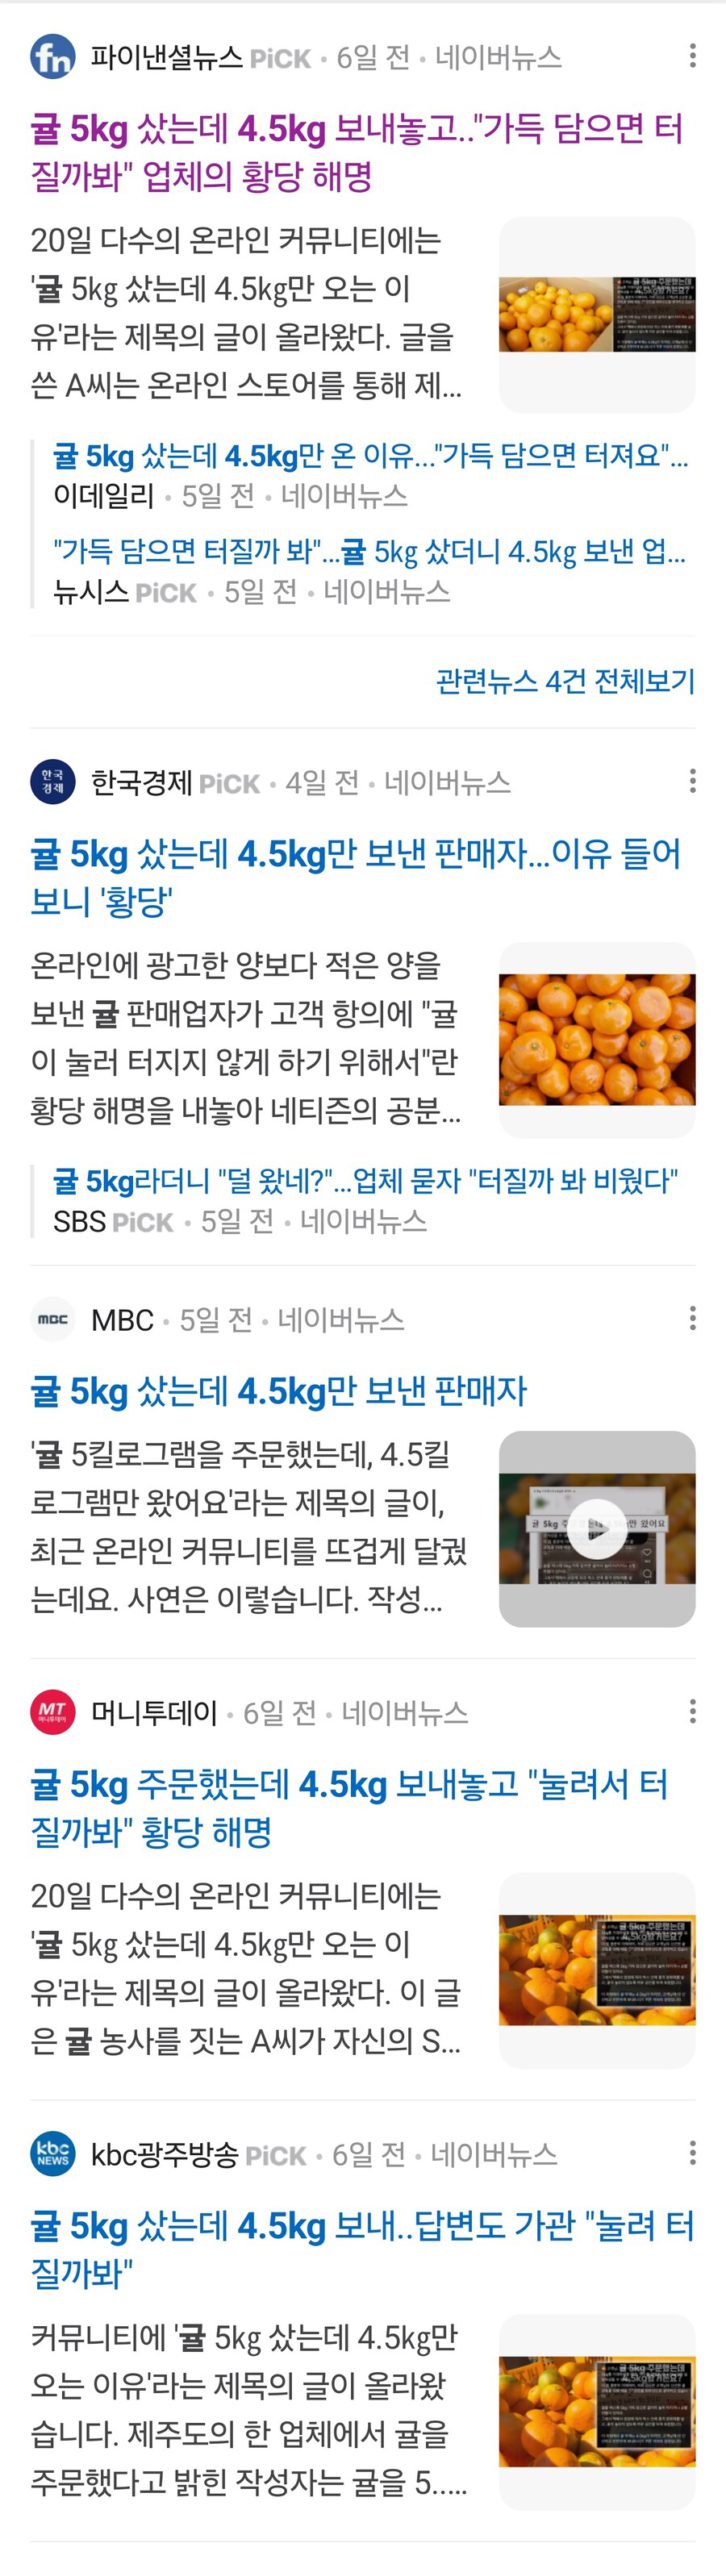 fn 파이낸셜뉴스 PiCK · 6일 전 · 네이버뉴스
귤 5kg 샀는데 4.5kg 보내놓고.."가득 담으면 터
질까봐" 업체의 황당 해명
20일 다수의 온라인 커뮤니티에는
'귤 5kg 샀는데 4.5kg만 오는 이
유'라는 제목의 글이 올라왔다. 글을
쓴 A씨는 온라인 스토어를 통해 제...
귤 5kg 샀는데 4.5kg만 온 이유..."가득 담으면 터져요"...
이데일리 · 5일 전 · 네이버뉴스
"가득 담으면 터질까 봐"...귤 5kg 샀더니 4.5kg 보낸 업...
뉴시스 PiCK · 5일 전 · 네이버뉴스
관련뉴스 4건 전체보기
한국
경제
한국경제 PiCK · 4일 전 · 네이버뉴스
귤 5kg 샀는데 4.5kg만 보낸 판매자...이유 들어
보니 '황당'
온라인에 광고한 양보다 적은 양을
보낸 귤 판매업자가 고객 항의에 "귤
이 눌러 터지지 않게 하기 위해서"란
황당 해명을 내놓아 네티즌의 공분...
귤 5kg라더니 "덜 왔네?"...업체 묻자 "터질까 봐 비웠다"
SBS PiCK · 5일 전 · 네이버뉴스
MBC MBC · 5일 전 · 네이버뉴스
귤 5kg 샀는데 4.5kg만 보낸 판매자
'귤 5킬로그램을 주문했는데, 4.5킬
로그램만 왔어요'라는 제목의 글이,
최근 온라인 커뮤니티를 뜨겁게 달궜
는데요. 사연은 이렇습니다. 작성...
MT
머니투데이
머니투데이 · 6일 전 · 네이버뉴스
귤 5kg 주문했는데 4.5kg 보내놓고 "눌려서 터
질까봐" 황당 해명
20일 다수의 온라인 커뮤니티에는
'귤 5kg 샀는데 4.5kg만 오는 이
유'라는 제목의 글이 올라왔다. 이 글
은 귤 농사를 짓는 A씨가 자신의 S...
귤 5kg 주문했는데
kbc
NEWS
kbc광주방송 PiCK · 6일 전 · 네이버뉴스
귤 5kg 샀는데 4.5kg 보내..답변도 가관 "눌려 터
질까봐"
커뮤니티에 '귤 5kg 샀는데 4.5kg만
오는 이유'라는 제목의 글이 올라왔
습니다. 제주도의 한 업체에서 귤을
주문했다고 밝힌 작성자는 귤을 5.....
귤 5kg 주문했는데